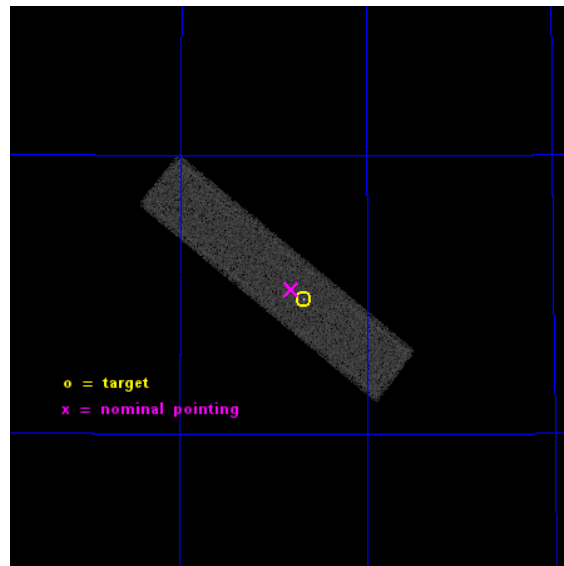 o = target
x = nominal pointing